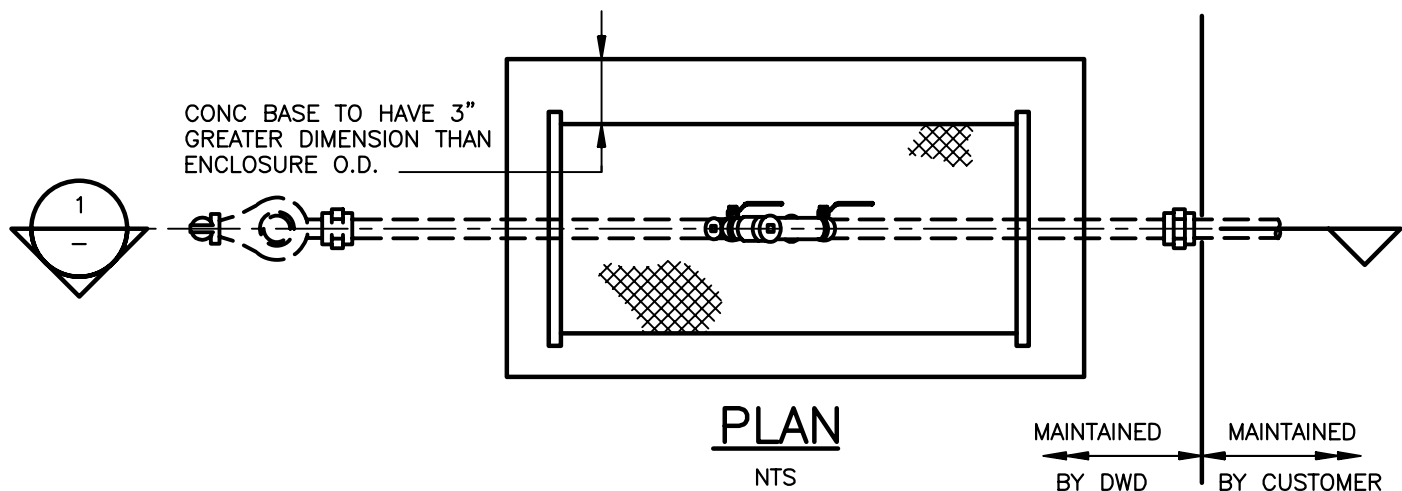 CONC BASE TO HAVE 3”
GREATER DIMENSION THAN
ENCLOSURE O.D.
1
–
PLAN
NTS
MAINTAINED
BY DWD
MAINTAINED
BY CUSTOMER